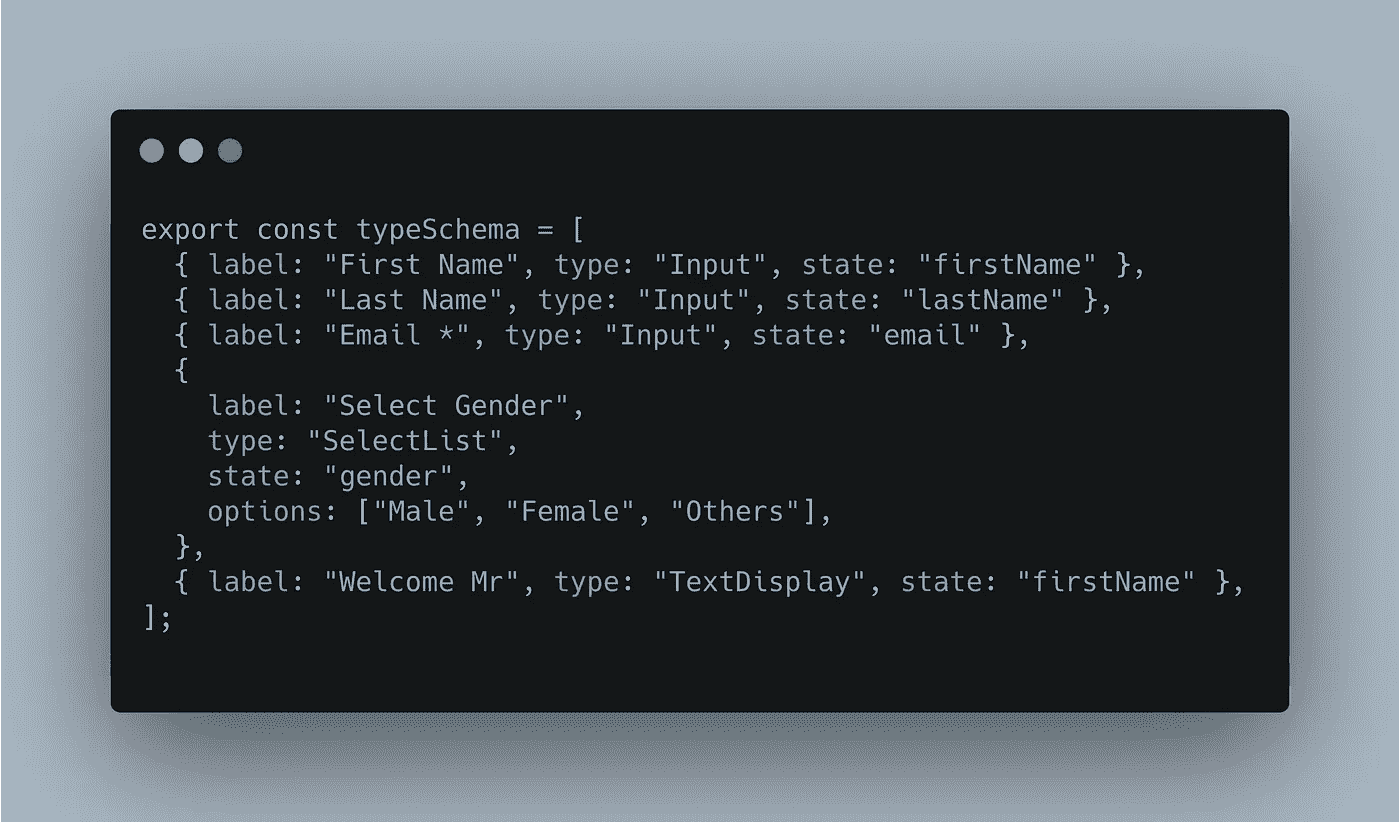 export const typeSchema = [
  { label: "First Name", type: "Input", state: "firstName" },
  { label: "Last Name", type: "Input", state: "lastName" },
  { label: "Email *", type: "Input", state: "email" },
  {
    label: "Select Gender",
    type: "SelectList",
    state: "gender",
    options: ["Male", "Female", "Others"],
  },
  { label: "Welcome Mr", type: "TextDisplay", state: "firstName" },
];